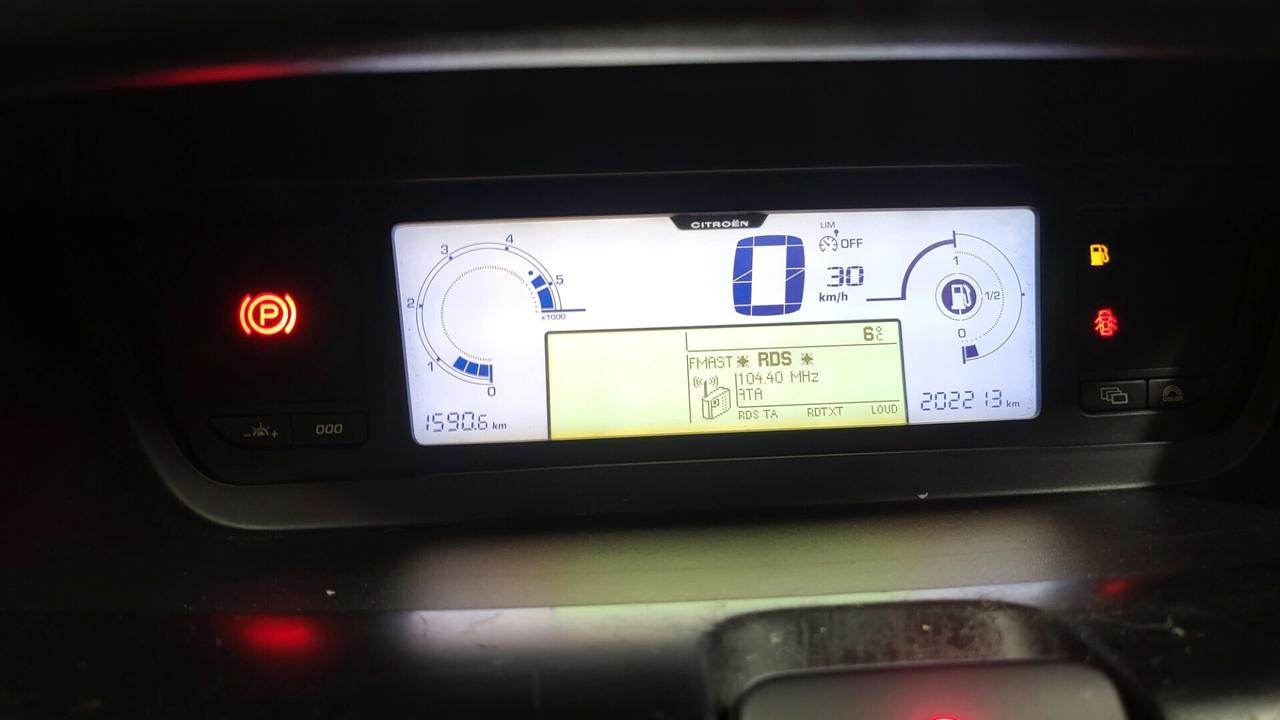 CITROËN
3
4
2
5
x1000
1
0
1590.6 km
0
LIM
OFF
30
km/h
1
1/2
0
202213 km
6°C
FMAST RDS
104.40 MHz
ATA
RDS TA RDTXT LOUD
P
- +
000
COLOR